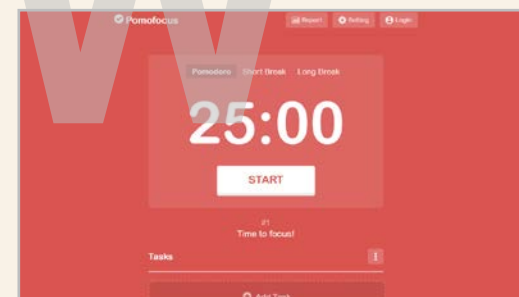 W
Pomofocus
Report Setting Login
Pomodoro Short Break Long Break
25:00
START
#1
Time to focus!
Tasks
Add Task